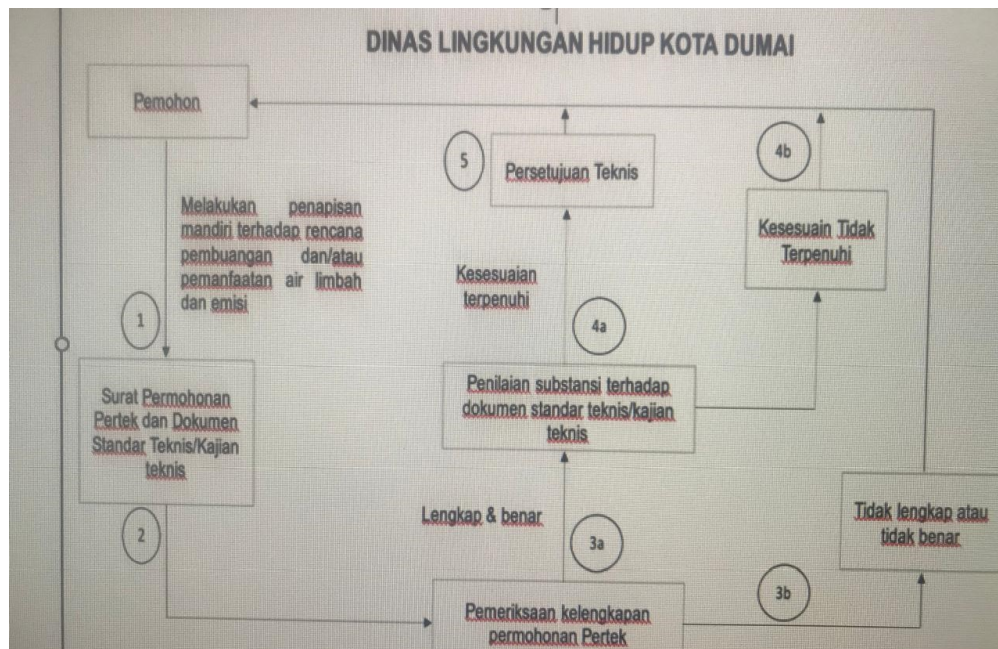 DINAS LINGKUNGAN HIDUP KOTA DUMAI
Pemohon
5
Persetujuan Teknis
4b
Melakukan penapisan
mandiri terhadap rencana
pembuangan dan/atau
pemanfaatan air limbah
dan emisi
Kesesuain Tidak
Terpenuhi
Kesesuaian
terpenuhi
1
4a
Surat Permohonan
Pertek dan Dokumen
Standar Teknis/Kajian
teknis
Penilaian substansi terhadap
dokumen standar teknis/kajian
teknis
2
Lengkap & benar
3a
Tidak lengkap atau
tidak benar
3b
Pemeriksaan kelengkapan
permohonan Pertek